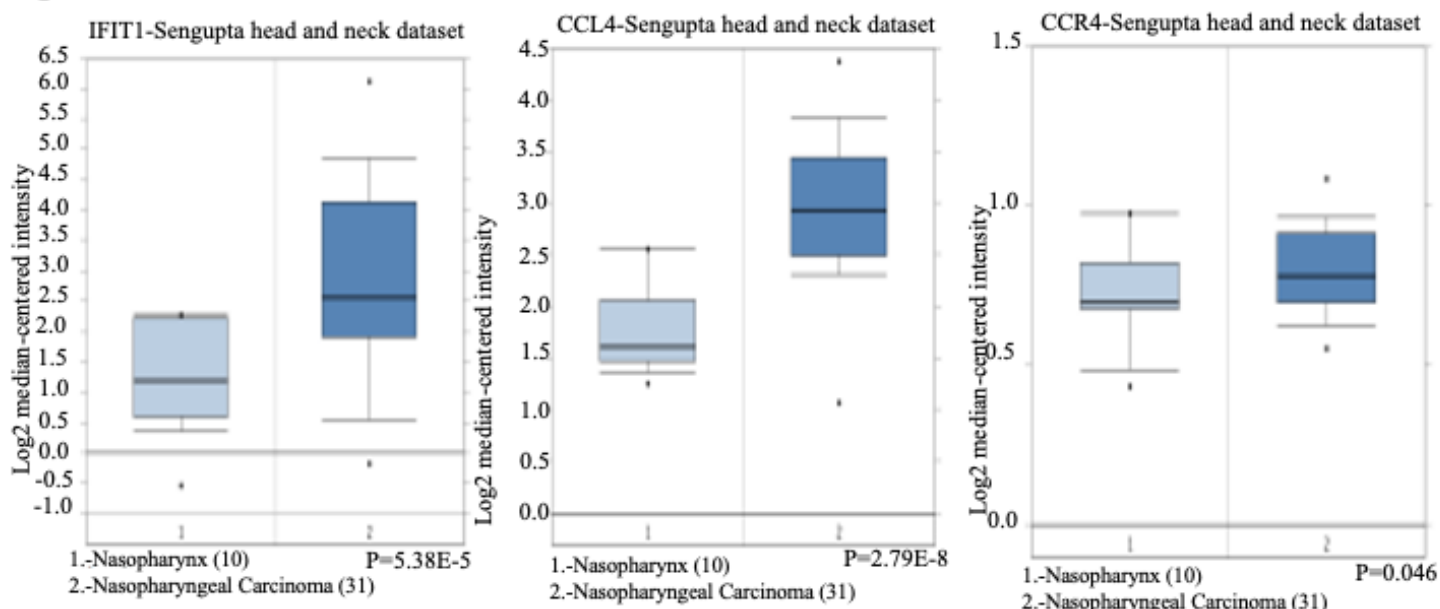 IFIT1-Sengupta head and neck dataset
Log2 median-centered intensity
6.5
6.0
5.5
5.0
4.5
4.0
3.5
3.0
2.5
2.0
1.5
1.0
0.5
0.0
-0.5
-1.0
1
2
1.-Nasopharynx (10)
P=5.38E-5
2.-Nasopharyngeal Carcinoma (31)
CCL4-Sengupta head and neck dataset
Log2 median-centered intensity
4.5
4.0
3.5
3.0
2.5
2.0
1.5
1.0
0.5
0.0
1
2
1.-Nasopharynx (10)
P=2.79E-8
2.-Nasopharyngeal Carcinoma (31)
CCR4-Sengupta head and neck dataset
Log2 median-centered intensity
1.5
1.0
0.5
0.0
1
2
1.-Nasopharynx (10)
P=0.046
2.-Nasopharyngeal Carcinoma (31)